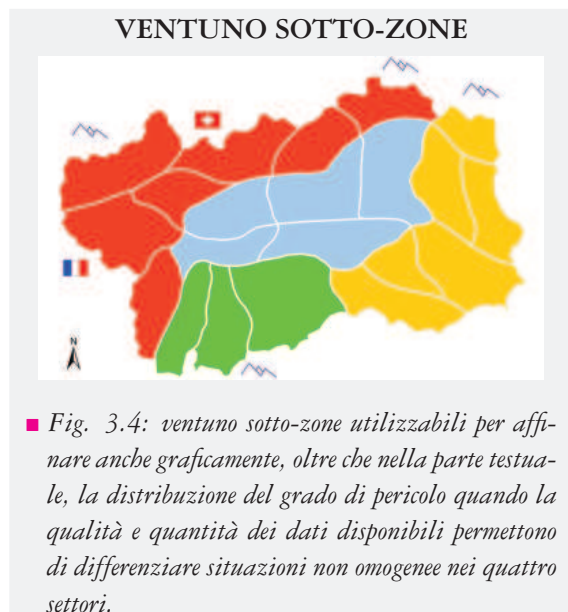 VENTUNO SOTTO-ZONE
N
■ Fig. 3.4: ventuno sotto-zone utilizzabili per affi-
nare anche graficamente, oltre che nella parte testua-
le, la distribuzione del grado di pericolo quando la
qualità e quantità dei dati disponibili permettono
di differenziare situazioni non omogenee nei quattro
settori.